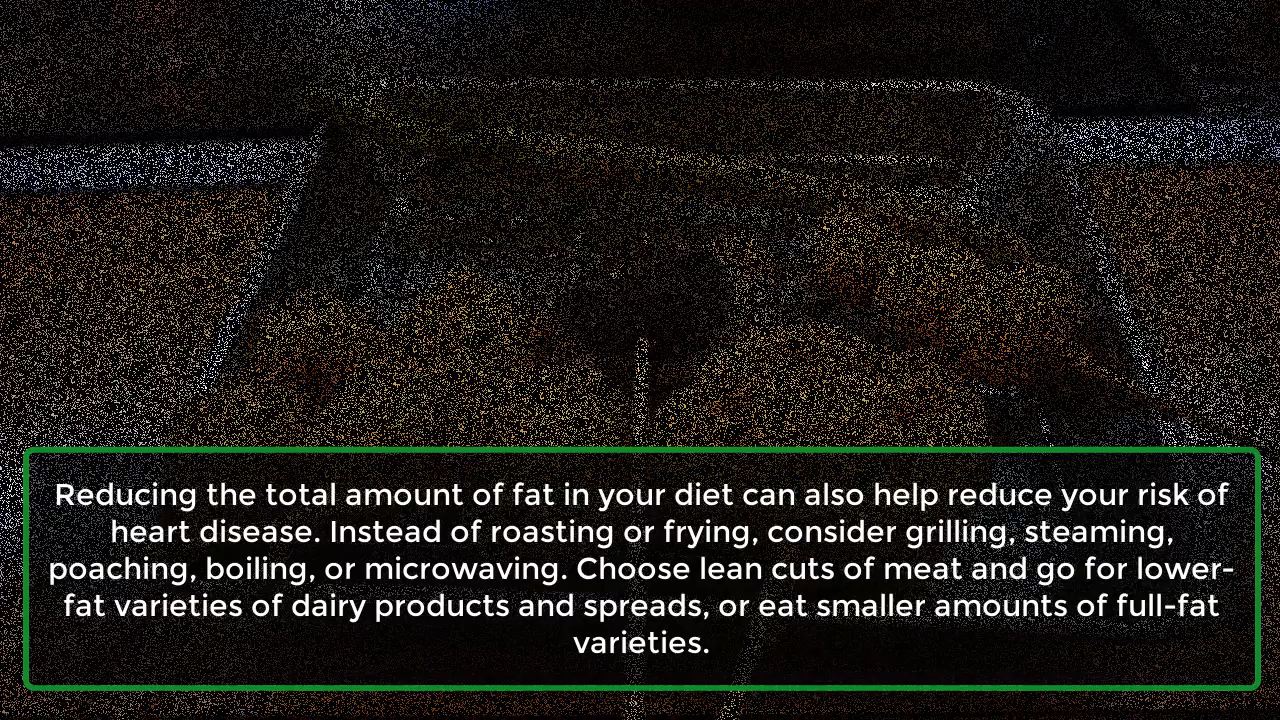 Reducing the total amount of fat in your diet can also help reduce your risk of
heart disease. Instead of roasting or frying, consider grilling, steaming,
poaching, boiling, or microwaving. Choose lean cuts of meat and go for lower-
fat varieties of dairy products and spreads, or eat smaller amounts of full-fat
varieties.